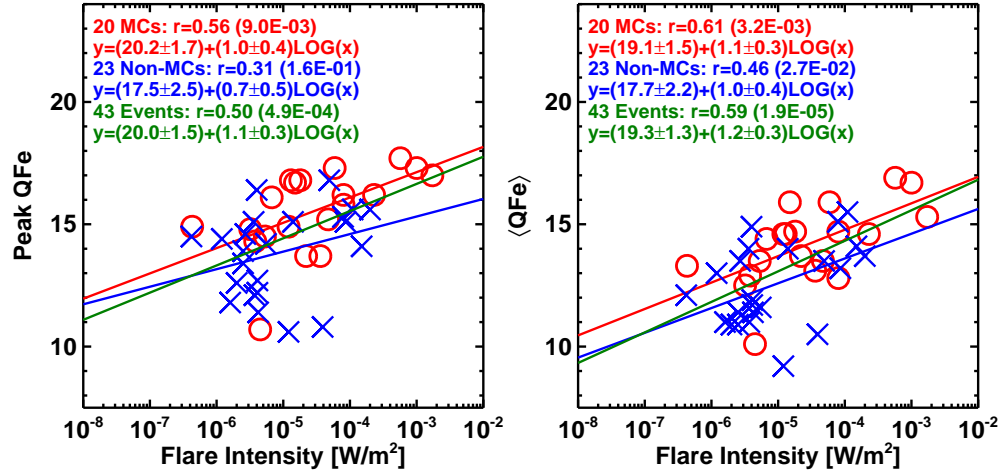 20 MCs: r=0.56 (9.0E-03)
y=(20.2±1.7)+(1.0±0.4)LOG(x)
23 Non-MCs: r=0.31 (1.6E-01)
y=(17.5±2.5)+(0.7±0.5)LOG(x)
43 Events: r=0.50 (4.9E-04)
y=(20.0±1.5)+(1.1±0.3)LOG(x)
20
15
10
Peak QFe
10⁻⁸ 10⁻⁷ 10⁻⁶ 10⁻⁵ 10⁻⁴ 10⁻³ 10⁻²
Flare Intensity [W/m²]
20 MCs: r=0.61 (3.2E-03)
y=(19.1±1.5)+(1.1±0.3)LOG(x)
23 Non-MCs: r=0.46 (2.7E-02)
y=(17.7±2.2)+(1.0±0.4)LOG(x)
43 Events: r=0.59 (1.9E-05)
y=(19.3±1.3)+(1.2±0.3)LOG(x)
20
15
10
⟨QFe⟩
10⁻⁸ 10⁻⁷ 10⁻⁶ 10⁻⁵ 10⁻⁴ 10⁻³ 10⁻²
Flare Intensity [W/m²]